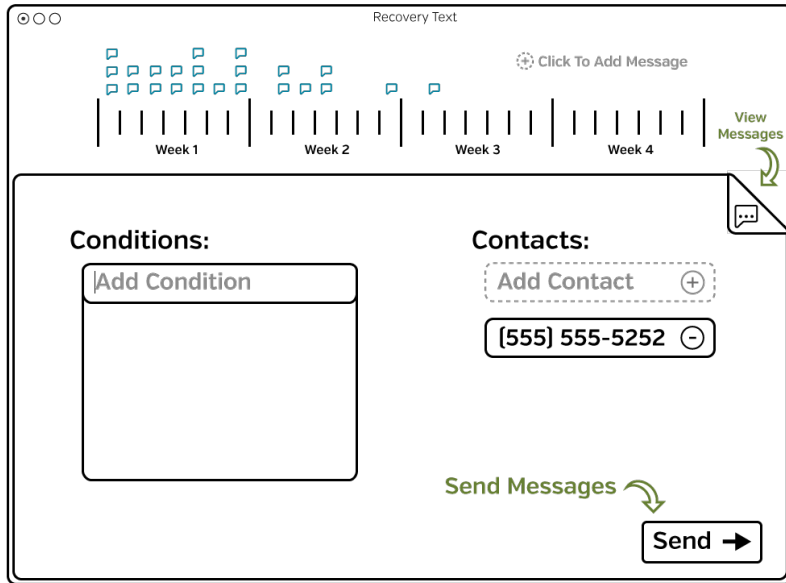 Recovery Text
Click To Add Message
View
Messages
Week 1
Week 2
Week 3
Week 4
Conditions:
Contacts:
Add Condition
Add Contact
(555) 555-5252
Send Messages
Send